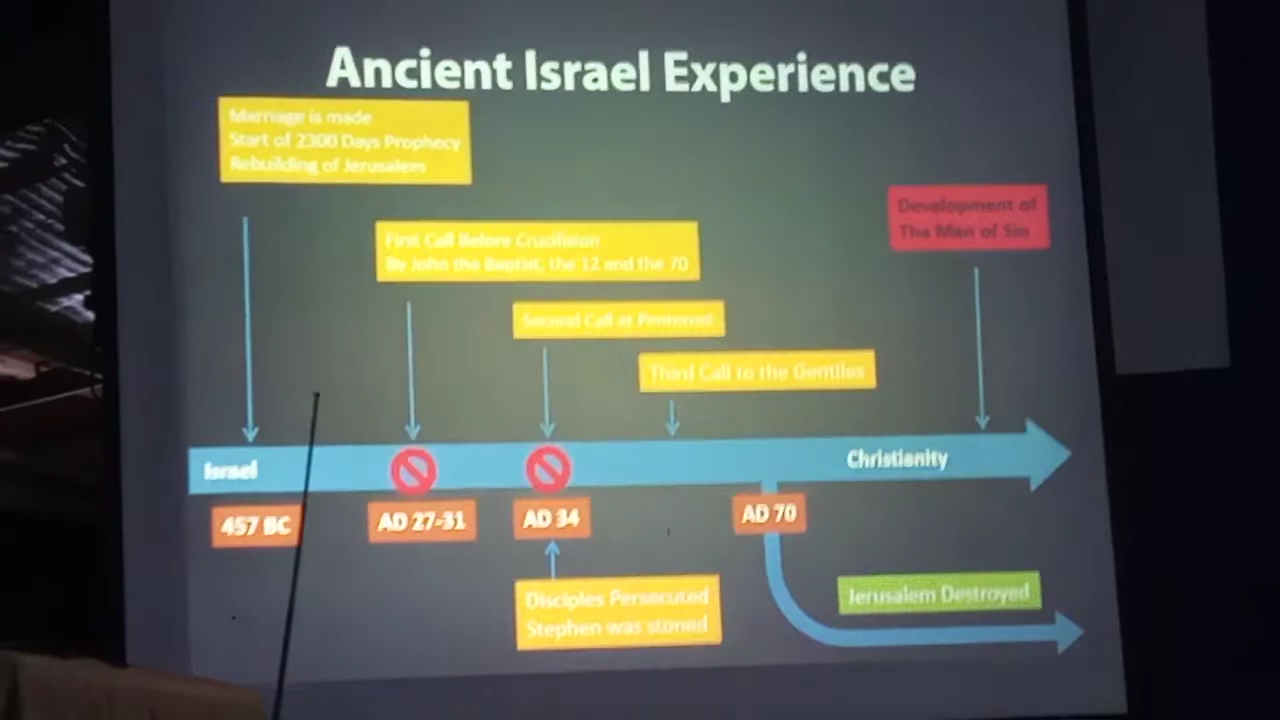 Ancient Israel Experience
Marriage is made
Start of 2300 Days Prophecy
Rebuilding of Jerusalem
Development of
The Man of Sin
First Call Before Crucifixion
By John the Baptist, the 12 and the 70
Second Call at Pentecost
Third Call to the Gentiles
Israel
Christianity
457 BC
AD 27-31
AD 34
AD 70
Disciples Persecuted
Stephen was stoned
Jerusalem Destroyed